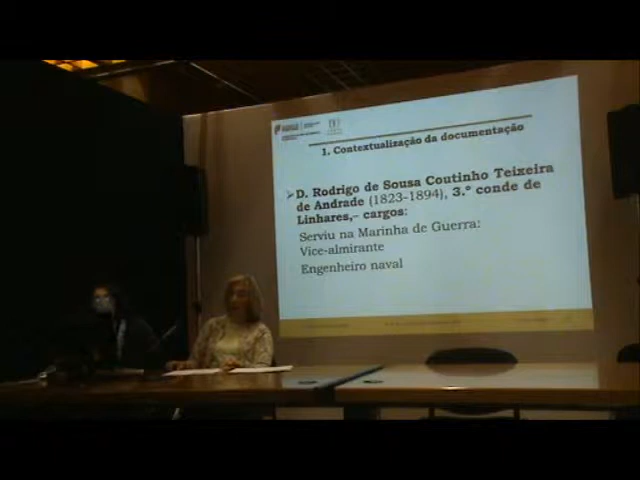 1. Contextualização da documentação
D. Rodrigo de Sousa Coutinho Teixeira
de Andrade (1823-1894), 3.º conde de
Linhares,– cargos:
Serviu na Marinha de Guerra:
Vice-almirante
Engenheiro naval